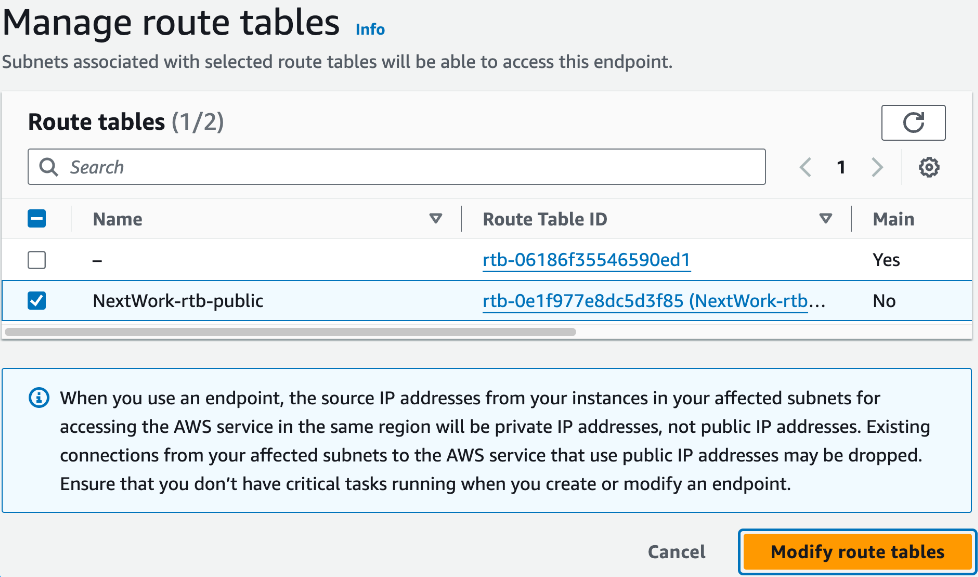 Manage route tables Info
Subnets associated with selected route tables will be able to access this endpoint.
Route tables (1/2)
Search
1
Name
Route Table ID
Main
–
rtb-06186f35546590ed1
Yes
NextWork-rtb-public
rtb-0e1f977e8dc5d3f85 (NextWork-rtb...
No
When you use an endpoint, the source IP addresses from your instances in your affected subnets for
accessing the AWS service in the same region will be private IP addresses, not public IP addresses. Existing
connections from your affected subnets to the AWS service that use public IP addresses may be dropped.
Ensure that you don’t have critical tasks running when you create or modify an endpoint.
Cancel
Modify route tables